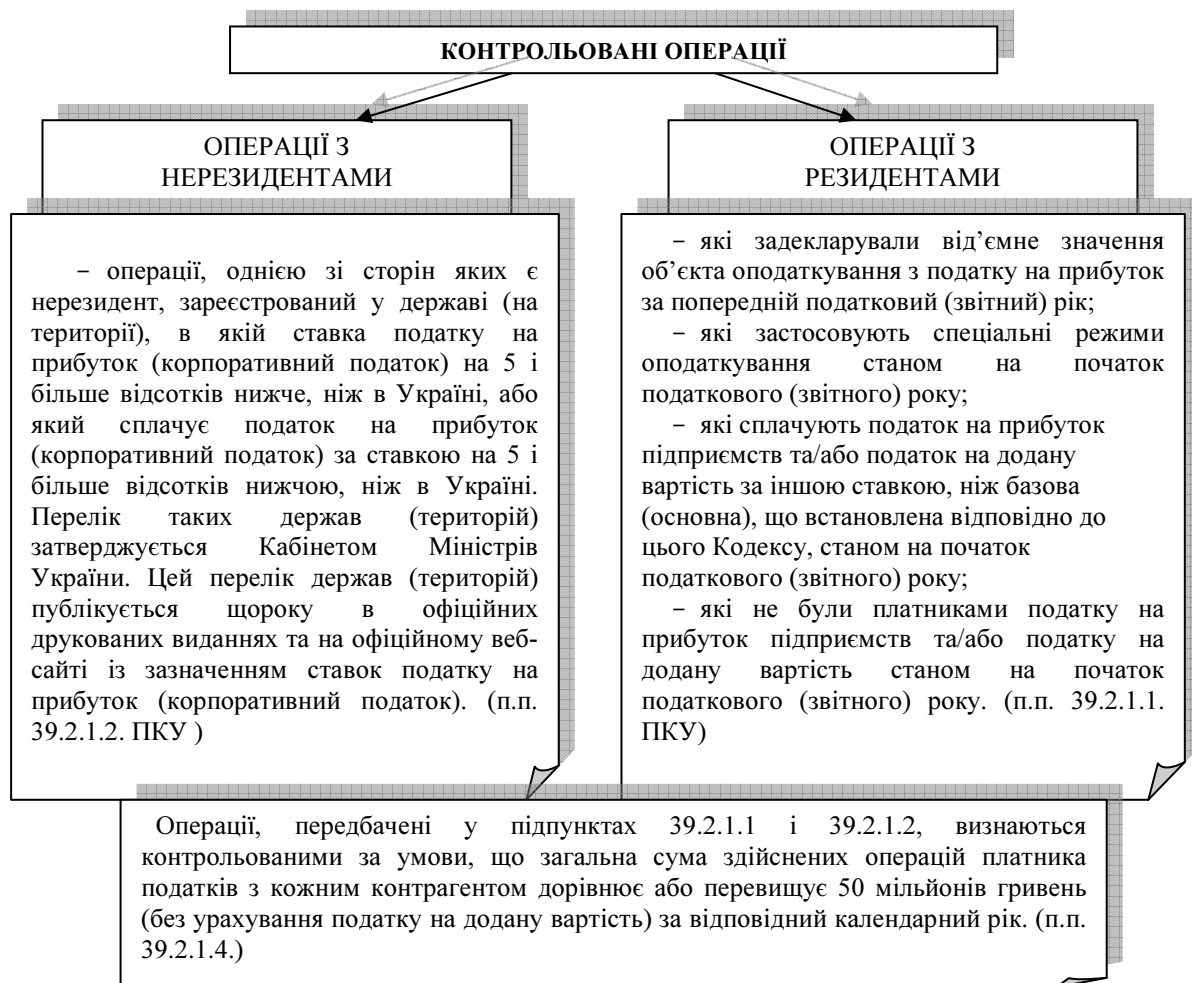 КОНТРОЛЬОВАНІ ОПЕРАЦІЇ
ОПЕРАЦІЇ З
НЕРЕЗИДЕНТАМИ
– операції, однією зі сторін яких є
нерезидент, зареєстрований у державі (на
території), в якій ставка податку на
прибуток (корпоративний податок) на 5 і
більше відсотків нижче, ніж в Україні, або
який сплачує податок на прибуток
(корпоративний податок) за ставкою на 5 і
більше відсотків нижчою, ніж в Україні.
Перелік таких держав (територій)
затверджується Кабінетом Міністрів
України. Цей перелік держав (територій)
публікується щороку в офіційних
друкованих виданнях та на офіційному веб-
сайті із зазначенням ставок податку на
прибуток (корпоративний податок). (п.п.
39.2.1.2. ПКУ )
ОПЕРАЦІЇ З
РЕЗИДЕНТАМИ
– які задекларували від’ємне значення
об’єкта оподаткування з податку на прибуток
за попередній податковий (звітний) рік;
– які застосовують спеціальні режими
оподаткування станом на початок
податкового (звітного) року;
– які сплачують податок на прибуток
підприємств та/або податок на додану
вартість за іншою ставкою, ніж базова
(основна), що встановлена відповідно до
цього Кодексу, станом на початок
податкового (звітного) року;
– які не були платниками податку на
прибуток підприємств та/або податку на
додану вартість станом на початок
податкового (звітного) року. (п.п. 39.2.1.1.
ПКУ)
Операції, передбачені у підпунктах 39.2.1.1 і 39.2.1.2, визнаються
контрольованими за умови, що загальна сума здійснених операцій платника
податків з кожним контрагентом дорівнює або перевищує 50 мільйонів гривень
(без урахування податку на додану вартість) за відповідний календарний рік. (п.п.
39.2.1.4.)